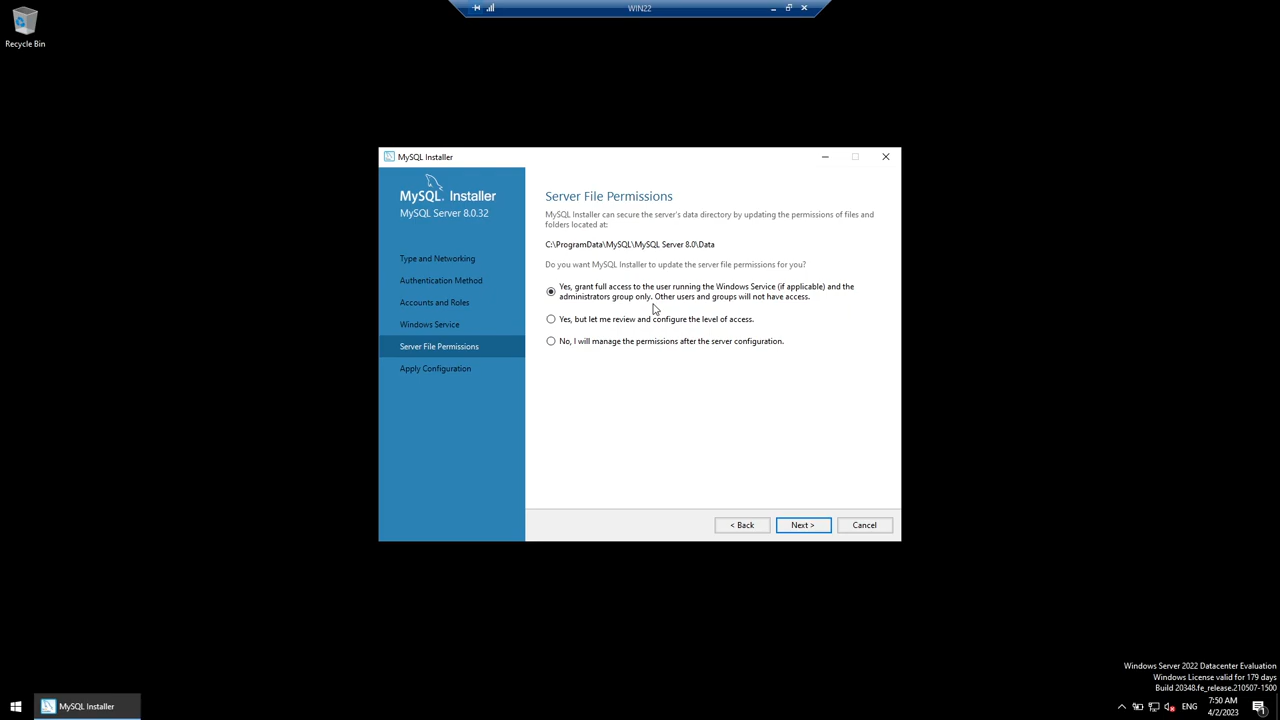 WIN22
Recycle Bin
MySQL Installer
MySQL® Installer
MySQL Server 8.0.32
Type and Networking
Authentication Method
Accounts and Roles
Windows Service
Server File Permissions
Apply Configuration
Server File Permissions
MySQL Installer can secure the server's data directory by updating the permissions of files and
folders located at:
C:\ProgramData\MySQL\MySQL Server 8.0\Data
Do you want MySQL Installer to update the server file permissions for you?
Yes, grant full access to the user running the Windows Service (if applicable) and the
administrators group only. Other users and groups will not have access.
Yes, but let me review and configure the level of access.
No, I will manage the permissions after the server configuration.
< Back
Next >
Cancel
Windows Server 2022 Datacenter Evaluation
Windows License valid for 179 days
Build 20348.fe_release.210507-1500
MySQL Installer
ENG
7:50 AM
4/2/2023
1